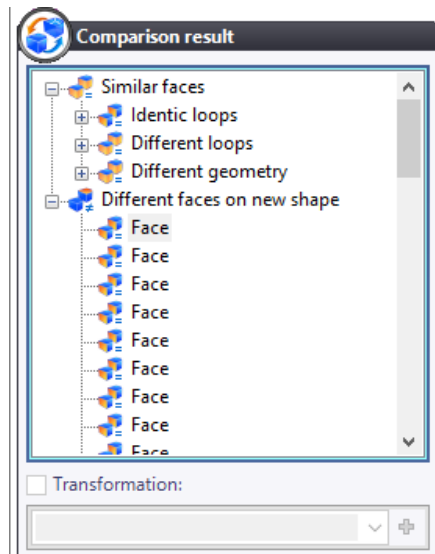 Comparison result
Similar faces
Identic loops
Different loops
Different geometry
Different faces on new shape
Face
Face
Face
Face
Face
Face
Face
Face
Face
Transformation: